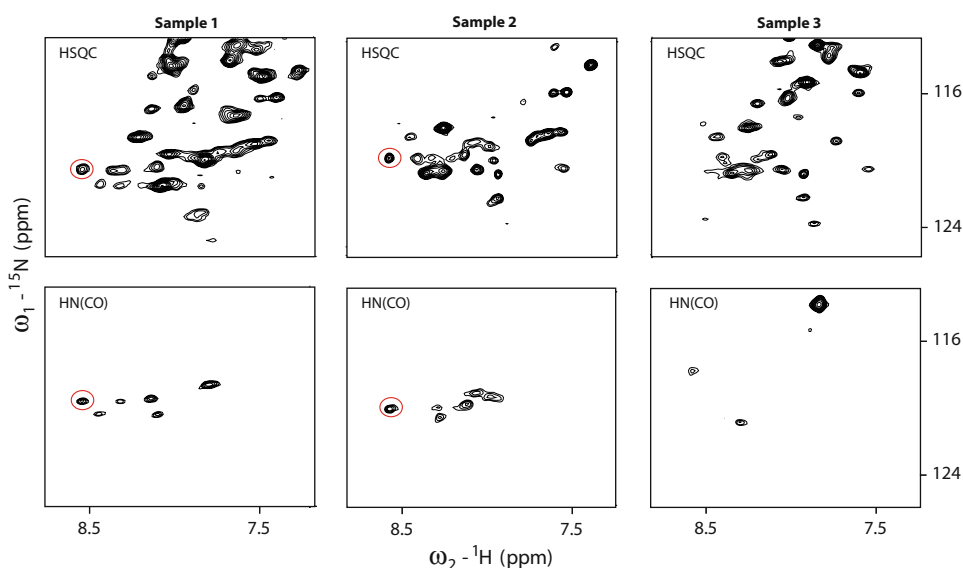 Sample 1 Sample 2 Sample 3
HSQC HSQC HSQC
116
124
ω1 - 15N (ppm)
HN(CO) HN(CO) HN(CO)
116
124
8.5 7.5 8.5 7.5 8.5 7.5
ω2 - 1H (ppm)